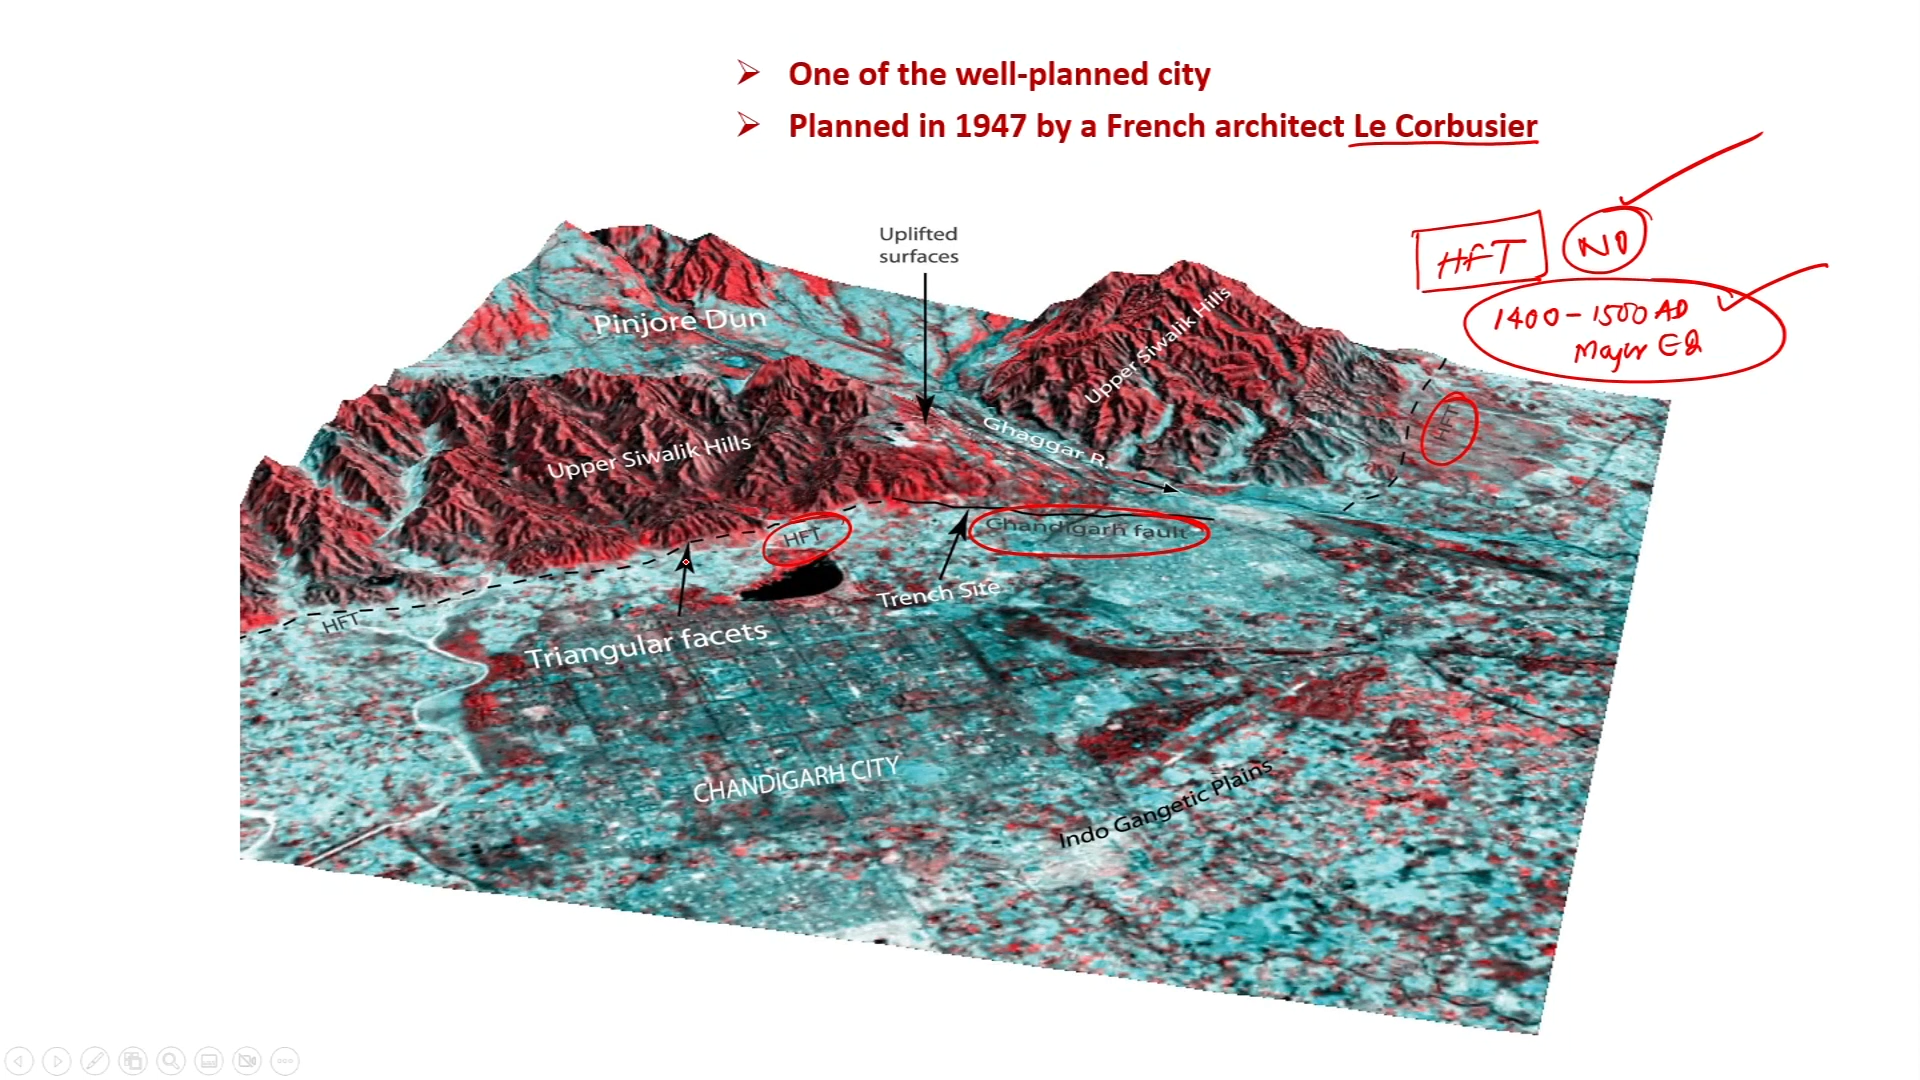 ➢ One of the well-planned city
➢ Planned in 1947 by a French architect Le Corbusier
Uplifted
surfaces
HFT NO
1400-1500 AD
Major EQ
Pinjore Dun
Upper Siwalik Hills
Ghaggar R.
HFT
Upper Siwalik Hills
HFT
Chandigarh fault
Trench Site
HFT
Triangular facets
CHANDIGARH CITY
Indo Gangetic Plains